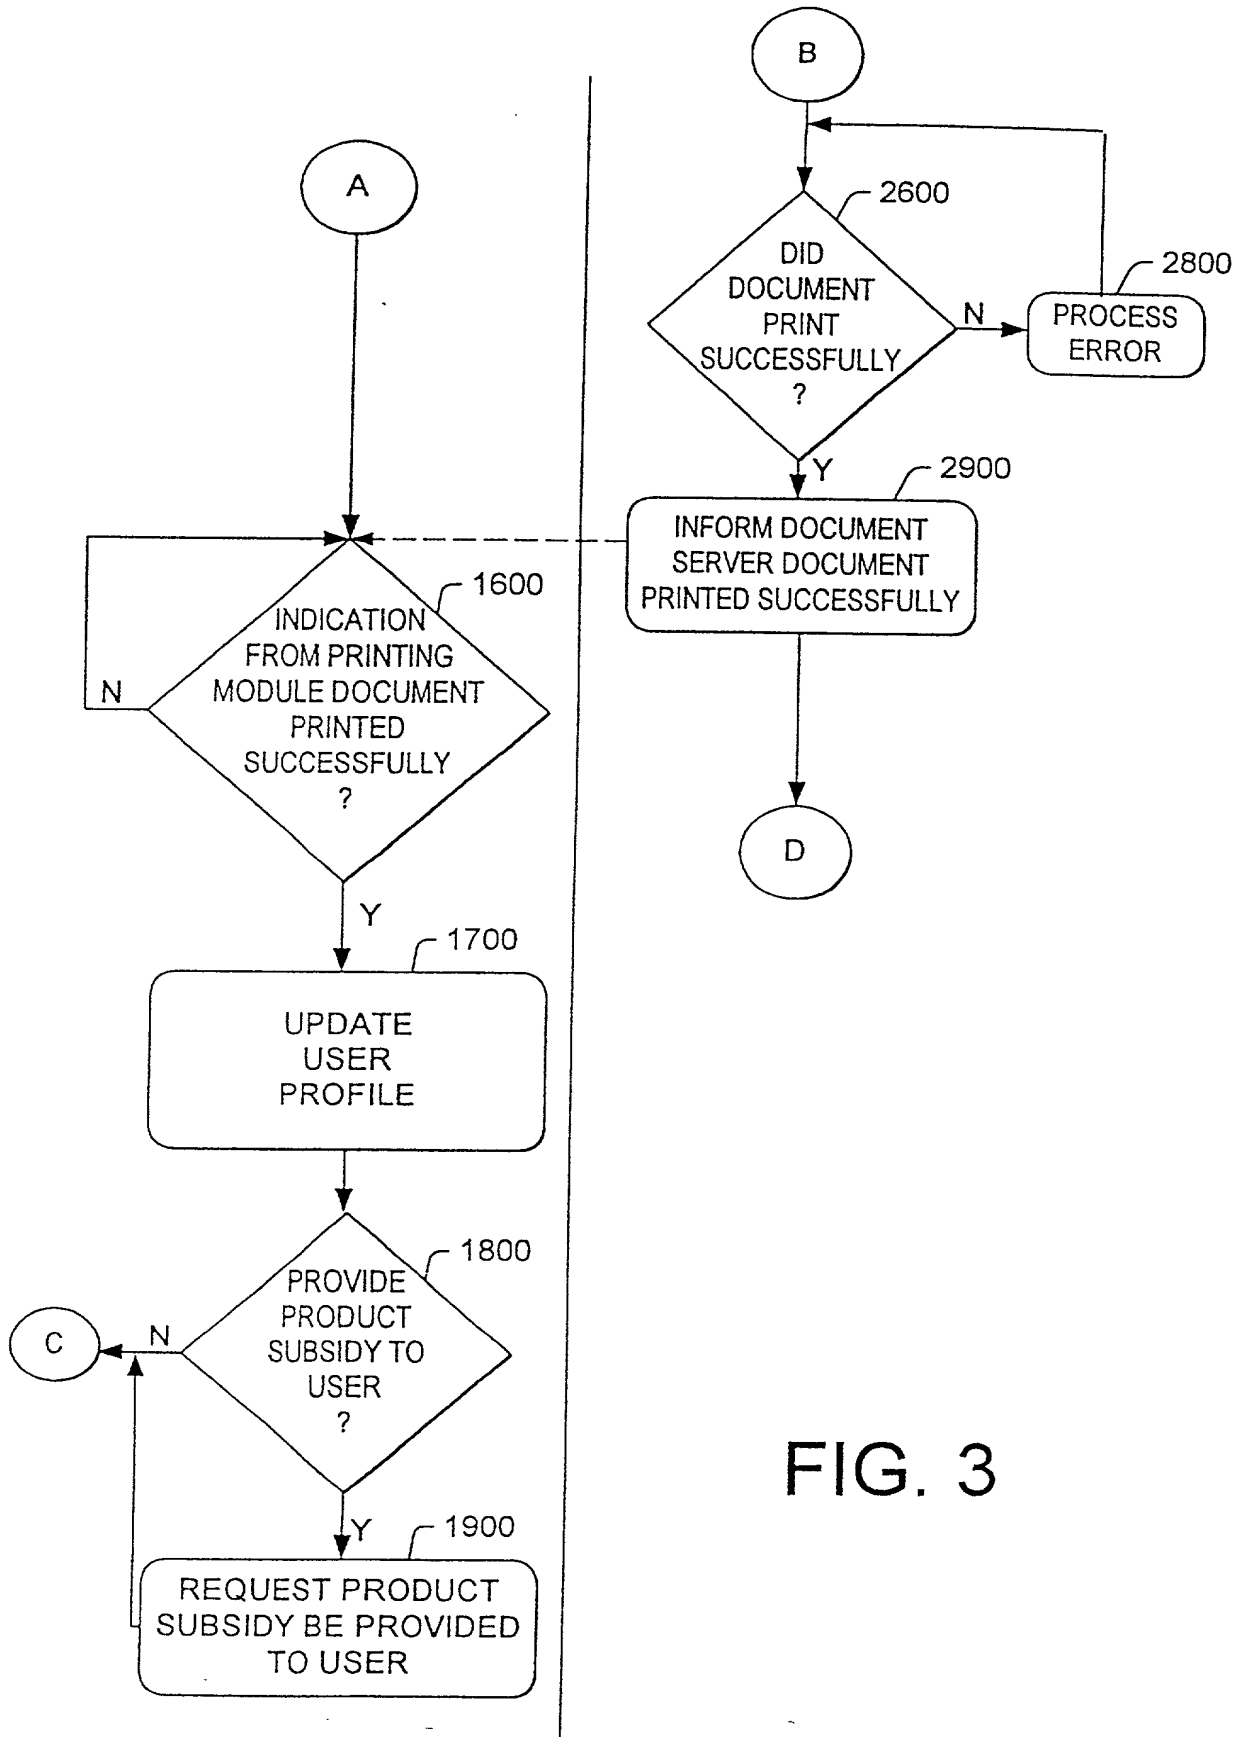 A
1600
INDICATION
FROM PRINTING
MODULE DOCUMENT
PRINTED
SUCCESSFULLY
?
N
Y
1700
UPDATE
USER
PROFILE
1800
PROVIDE
PRODUCT
SUBSIDY TO
USER
?
N
C
Y
1900
REQUEST PRODUCT
SUBSIDY BE PROVIDED
TO USER
B
2600
DID
DOCUMENT
PRINT
SUCCESSFULLY
?
N
2800
PROCESS
ERROR
Y
2900
INFORM DOCUMENT
SERVER DOCUMENT
PRINTED SUCCESSFULLY
D
FIG. 3